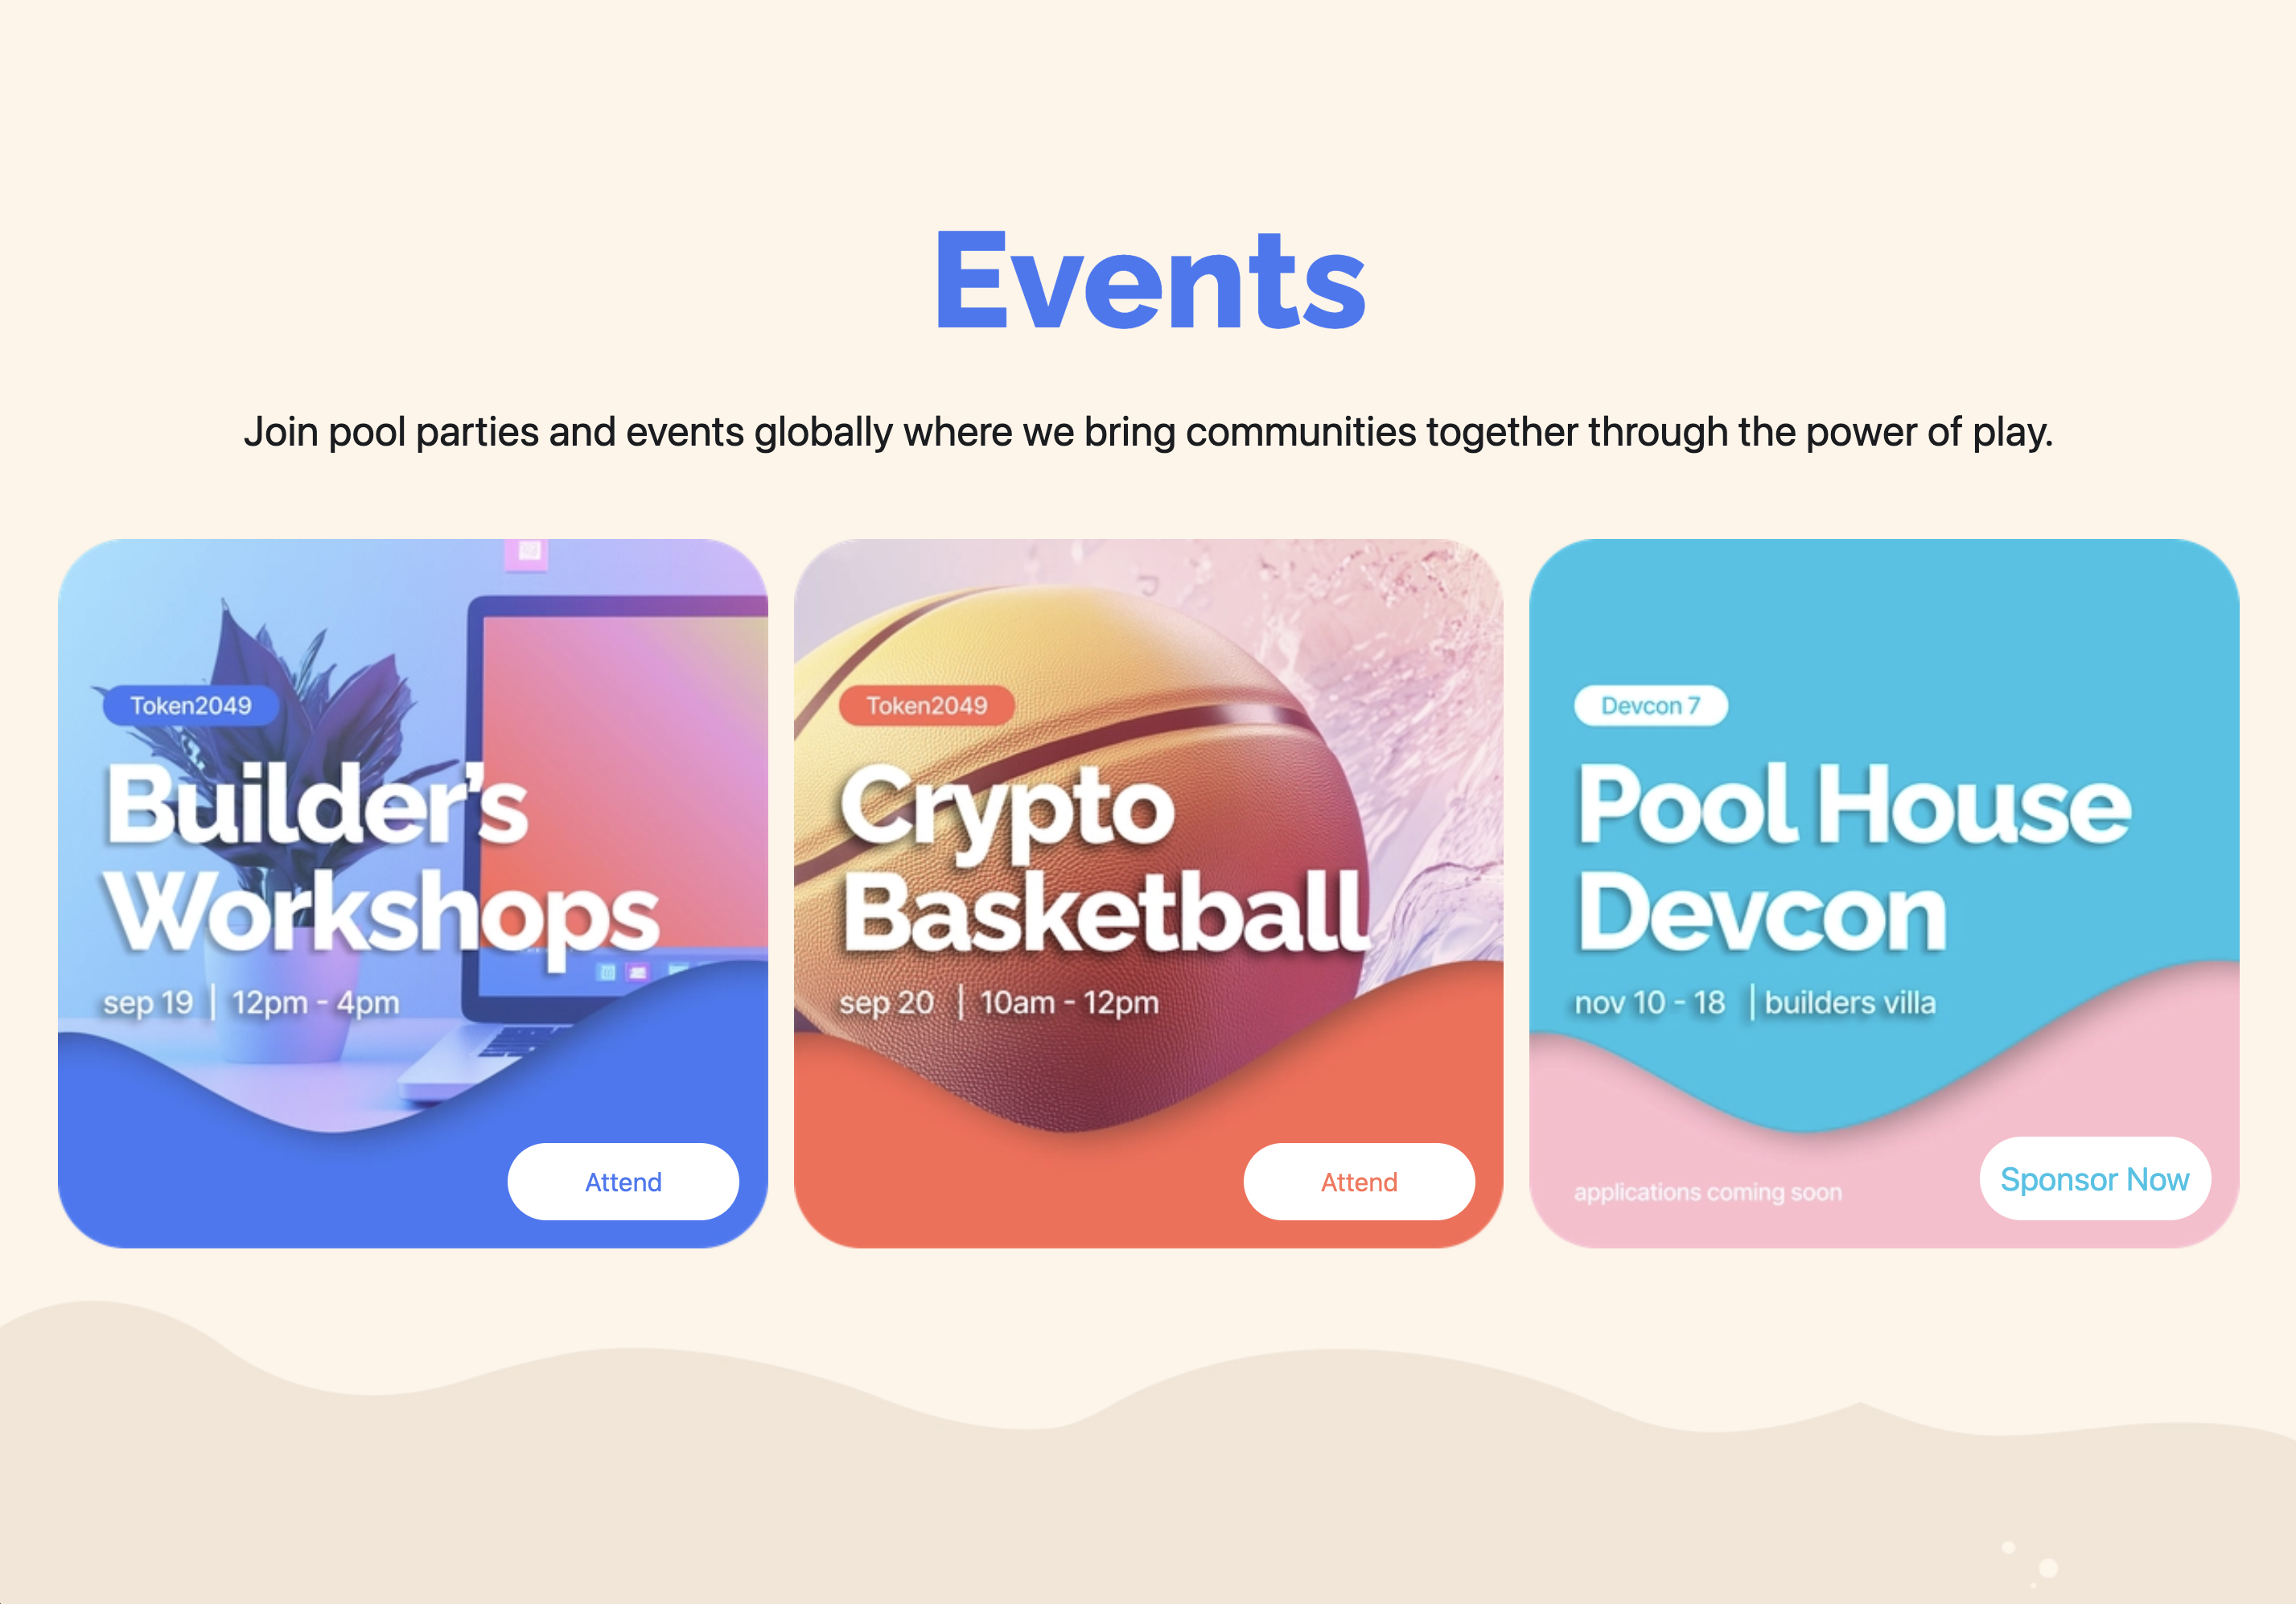 Events
Join pool parties and events globally where we bring communities together through the power of play.
Token2049
Builder's
Workshops
sep 19 | 12pm - 4pm
Attend
Token2049
Crypto
Basketball
sep 20 | 10am - 12pm
Attend
Devcon 7
Pool House
Devcon
nov 10 - 18 | builders villa
applications coming soon
Sponsor Now